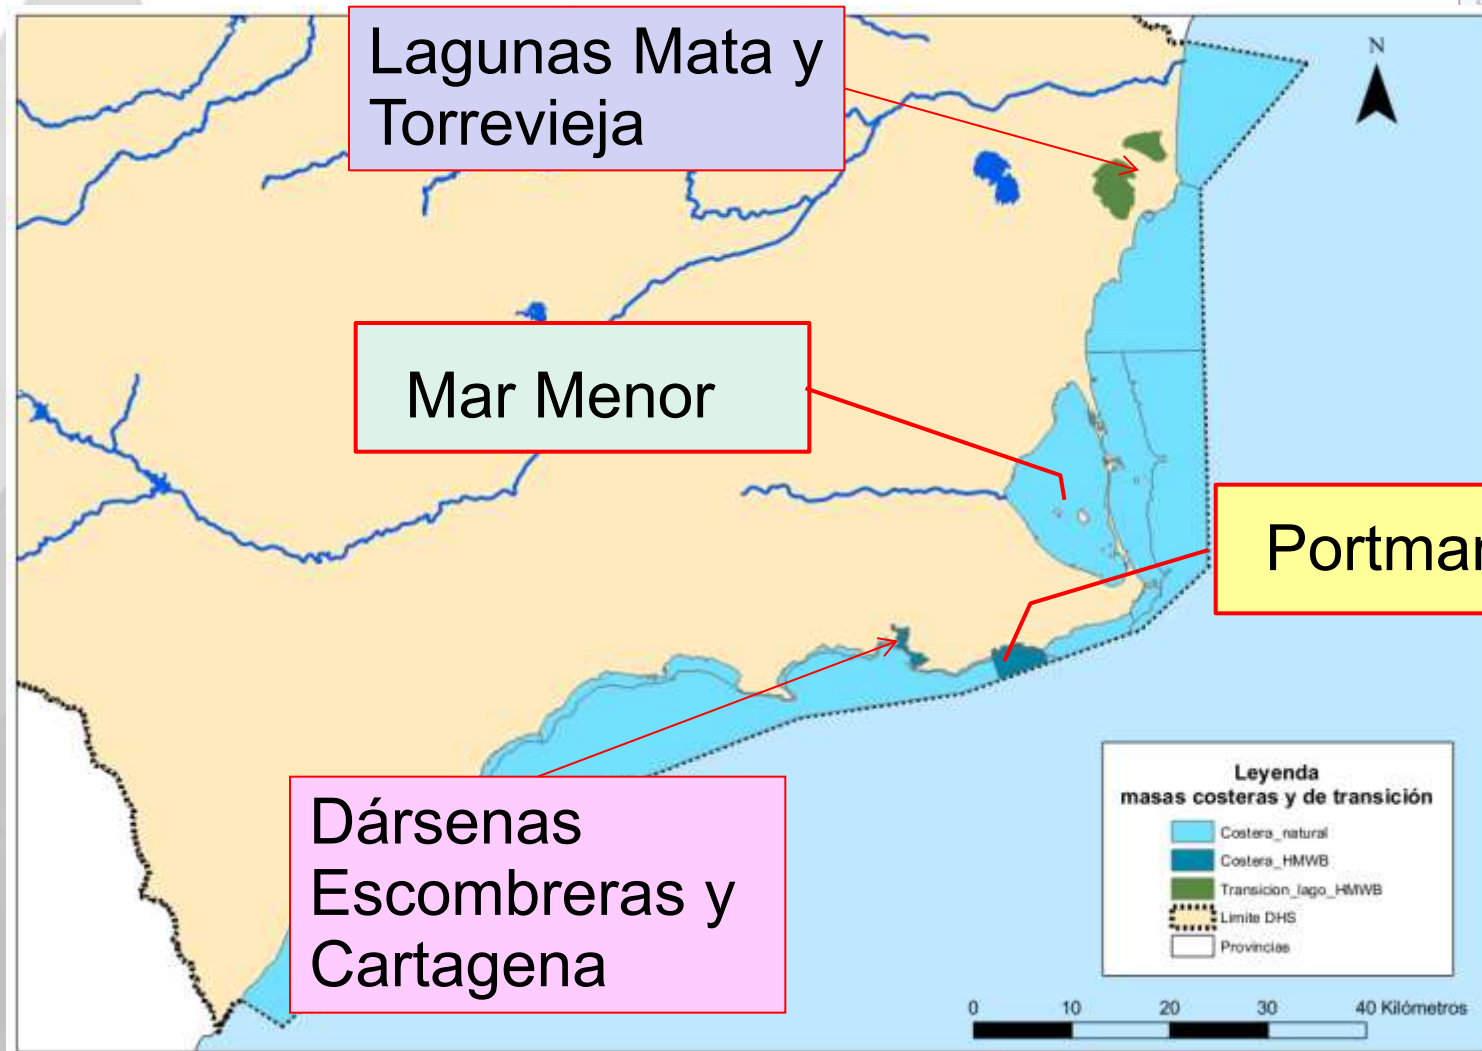 Lagunas Mata y
Torrevieja
N
Mar Menor
Portmar
Dársenas
Escombreras y
Cartagena
Leyenda
masas costeras y de transición
Costera_natural
Costera_HMWB
Transicion_lago_HMWB
Limite DHS
Provincias
0 10 20 30 40 Kilómetros